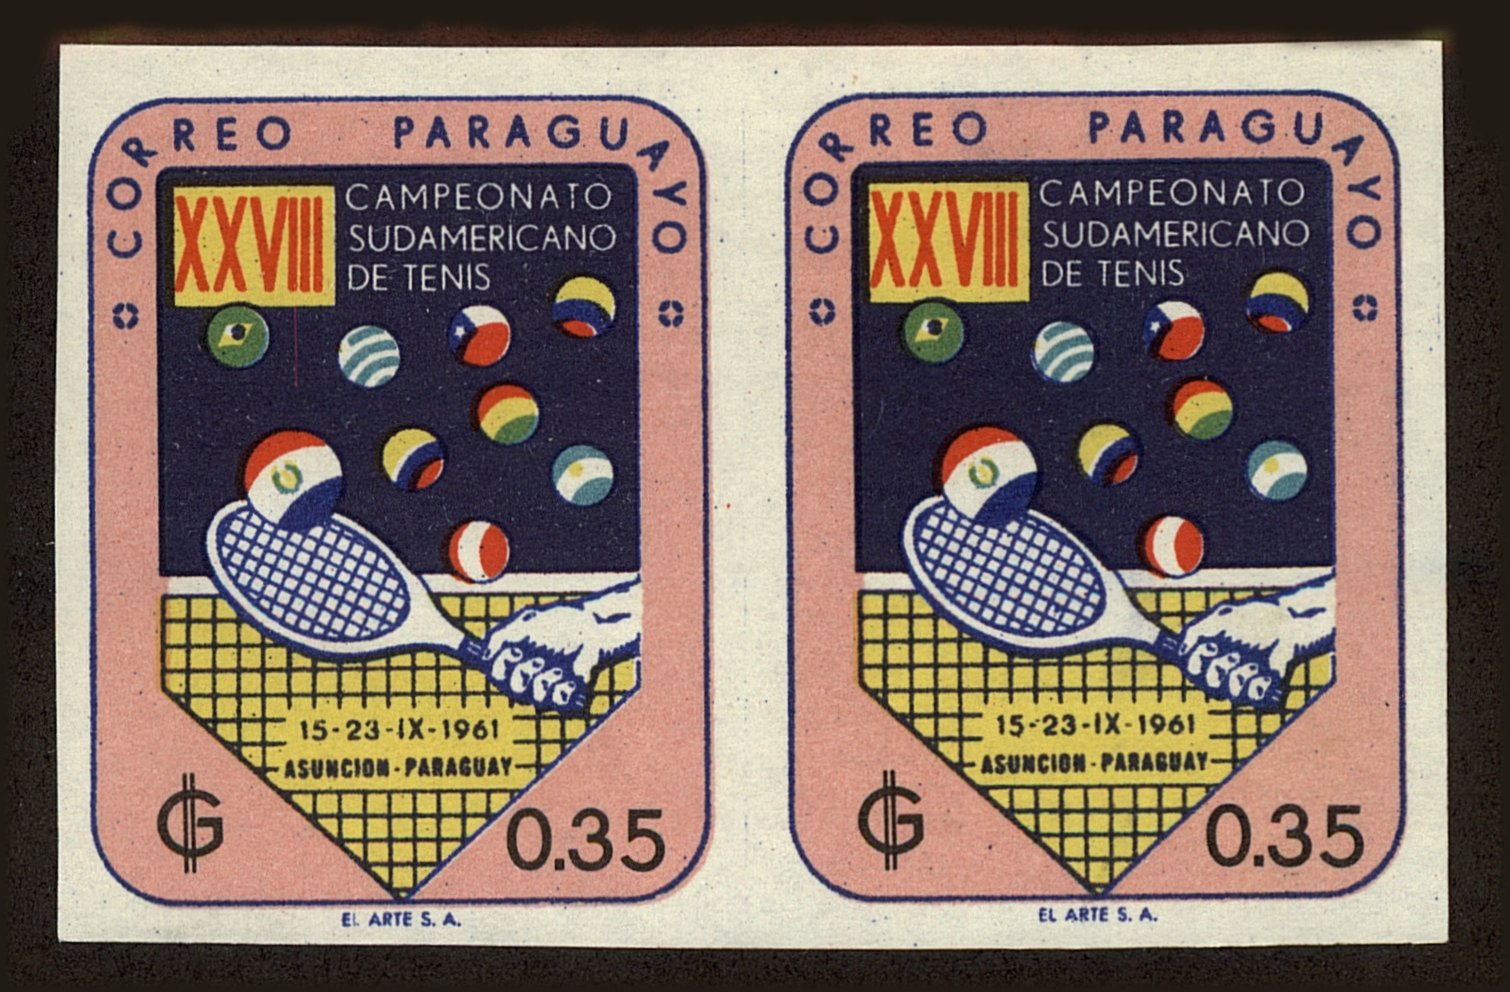 CORREO PARAGUAYO
XXVIII
CAMPEONATO
SUDAMERICANO
DE TENIS
15-23-IX-1961
ASUNCION-PARAGUAY
₲ 0.35
EL ARTE S. A.
CORREO PARAGUAYO
XXVIII
CAMPEONATO
SUDAMERICANO
DE TENIS
15-23-IX-1961
ASUNCION-PARAGUAY
₲ 0.35
EL ARTE S. A.